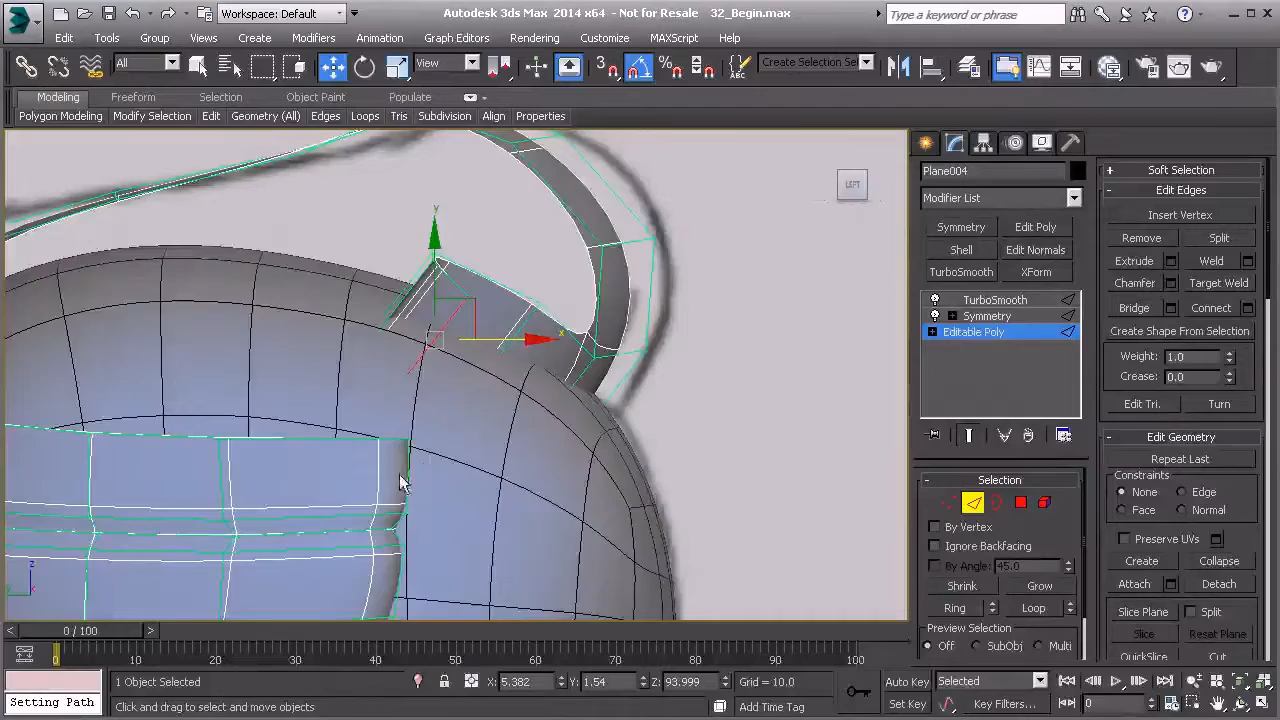 Workspace: Default
Autodesk 3ds Max 2014 x64 - Not for Resale 32_Begin.max
Type a keyword or phrase
File Edit Tools Group Views Create Modifiers Animation Graph Editors Rendering Customize MAXScript Help
All View Create Selection Se
Modeling Freeform Selection Object Paint Populate
Polygon Modeling Modify Selection Edit Geometry (All) Edges Loops Tris Subdivision Align Properties
LEFT
y
x
z
x
Plane004
Modifier List
Symmetry Edit Poly
Shell Edit Normals
TurboSmooth XForm
TurboSmooth
Symmetry
Editable Poly
Selection
By Vertex
Ignore Backfacing
By Angle: 45.0
Shrink Grow
Ring Loop
Preview Selection
Off SubObj Multi
Soft Selection
Edit Edges
Insert Vertex
Remove Split
Extrude Weld
Chamfer Target Weld
Bridge Connect
Create Shape From Selection
Weight: 1.0
Crease: 0.0
Edit Tri. Turn
Edit Geometry
Repeat Last
Constraints
None Edge
Face Normal
Preserve UVs
Create Collapse
Attach Detach
Slice Plane Split
Slice Reset Plane
QuickSlice Cut
0 / 100
0 10 20 30 40 50 60 70 80 90 100
1 Object Selected X: 5.382 Y: 1.54 Z: 93.999 Grid = 10.0 Auto Key Selected
Setting Path Click and drag to select and move objects Add Time Tag Set Key Key Filters... 0